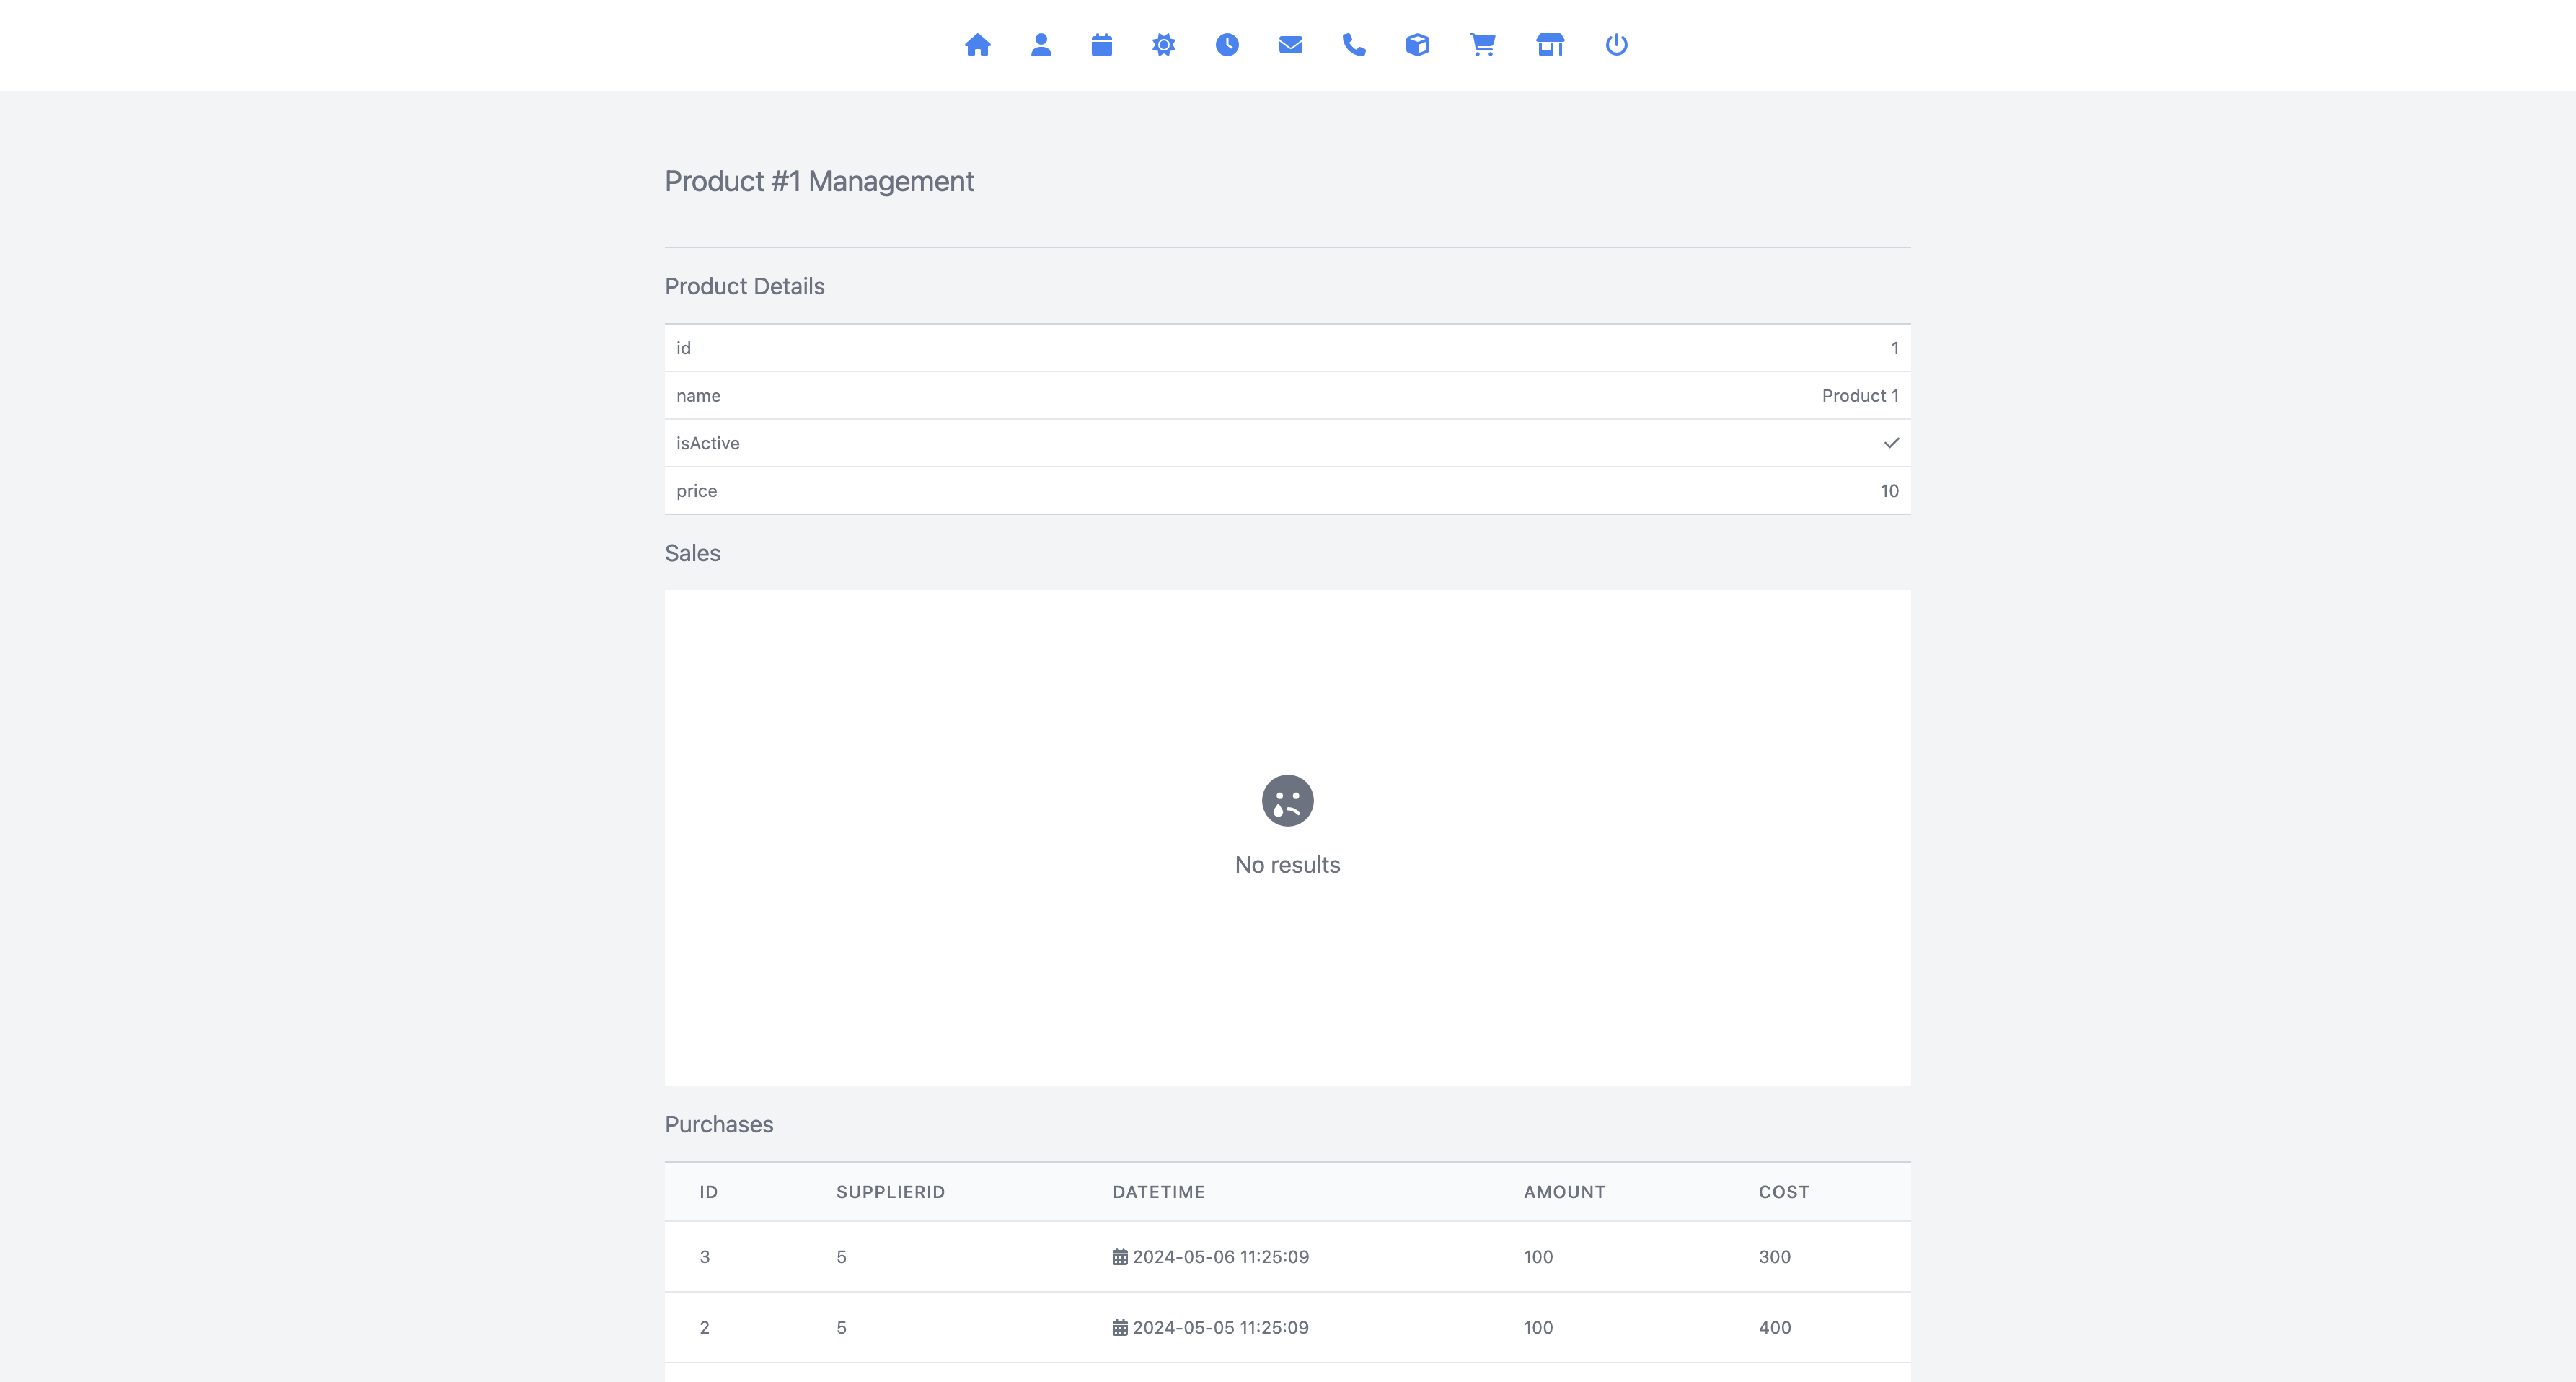 Product #1 Management
Product Details
id 1
name Product 1
isActive
price 10
Sales
No results
Purchases
ID SUPPLIERID DATETIME AMOUNT COST
3 5 2024-05-06 11:25:09 100 300
2 5 2024-05-05 11:25:09 100 400